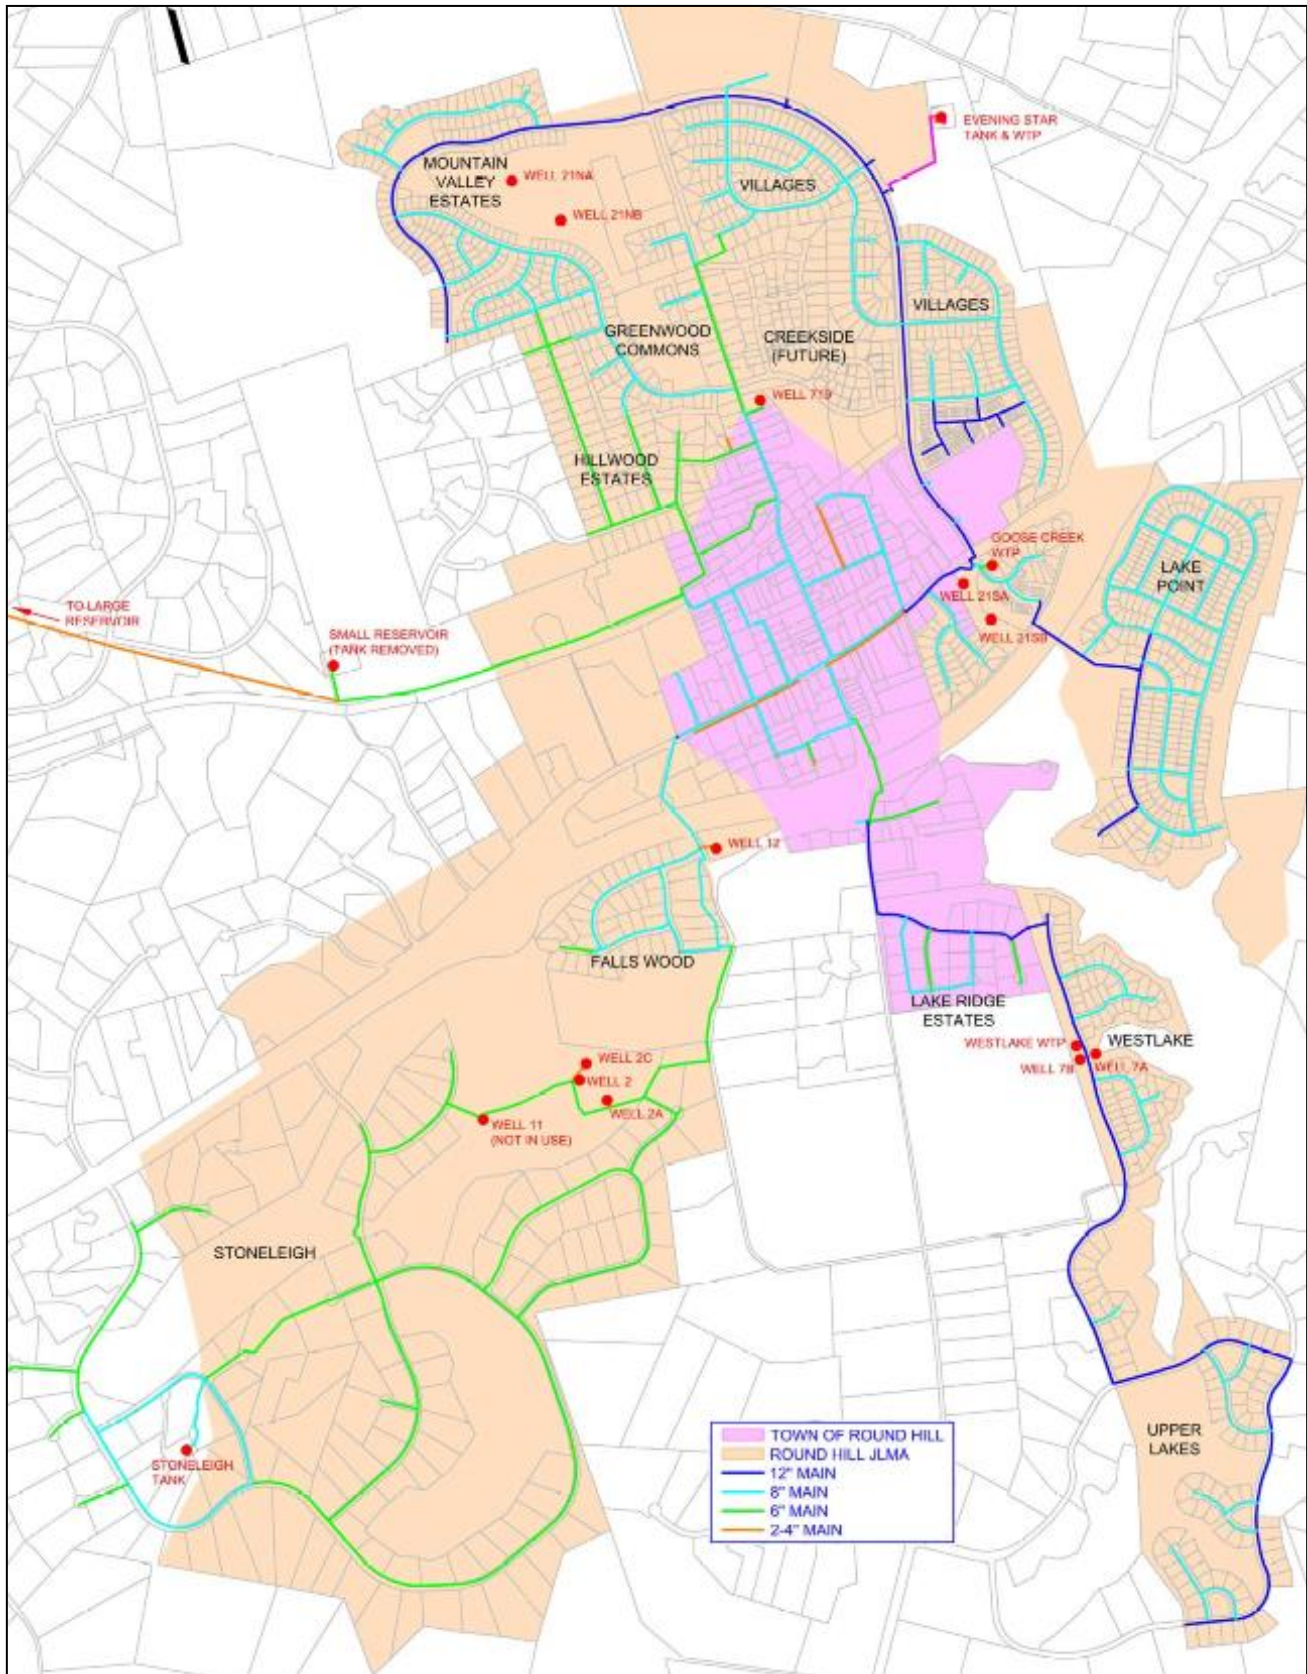 EVENING STAR
TANK & WTP
MOUNTAIN
VALLEY
ESTATES
WELL 21NA
VILLAGES
WELL 21NB
VILLAGES
GREENWOOD
COMMONS
CREEKSIDE
(FUTURE)
WELL 719
HILLWOOD
ESTATES
GOOSE CREEK
WTP
LAKE
POINT
WELL 21SA
TO LARGE
RESERVOIR
WELL 21SB
SMALL RESERVOIR
(TANK REMOVED)
WELL 12
FALLS WOOD
LAKE RIDGE
ESTATES
WESTLAKE WTP
WESTLAKE
WELL 7B
WELL 7A
WELL 2C
WELL 2
WELL 2A
WELL 11
(NOT IN USE)
STONELEIGH
UPPER
LAKES
STONELEIGH
TANK
TOWN OF ROUND HILL
ROUND HILL JLMA
12" MAIN
8" MAIN
6" MAIN
2-4" MAIN